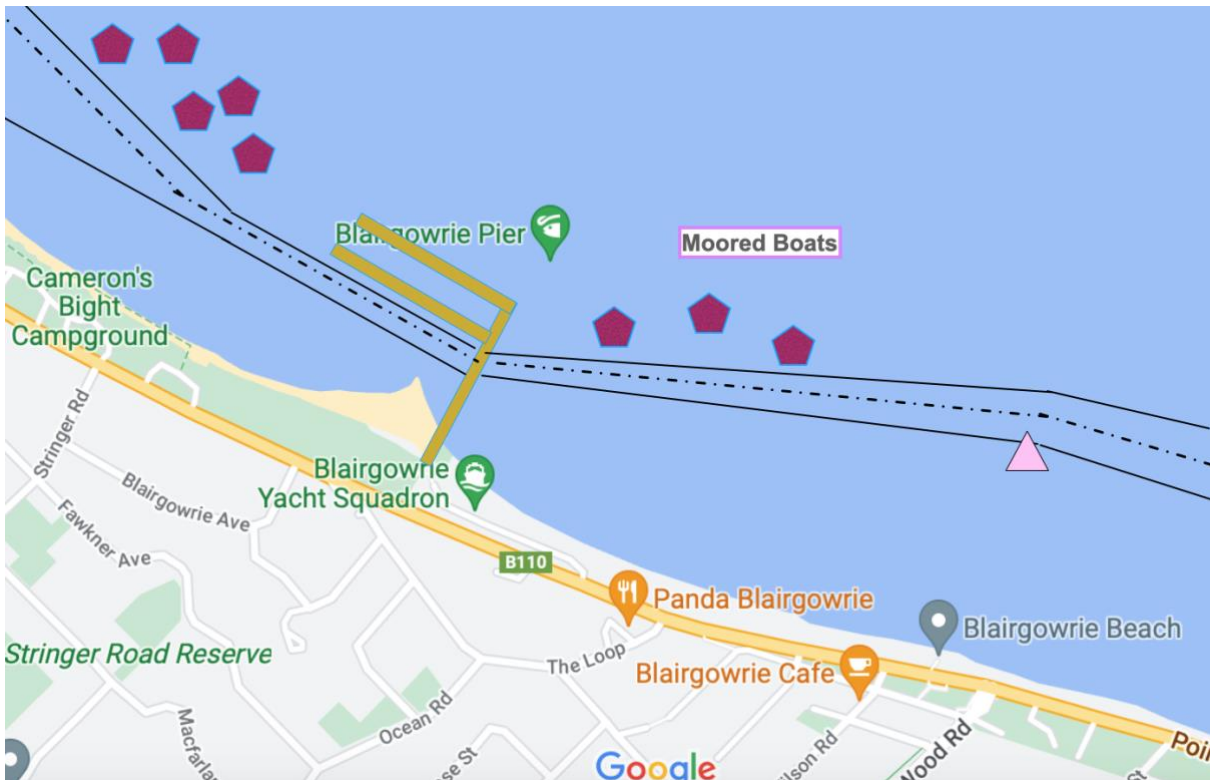 Blairgowrie Pier
Moored Boats
Cameron's
Bight
Campground
Stringer Rd
Blairgowrie Ave
Fawkner Ave
Blairgowrie
Yacht Squadron
B110
Panda Blairgowrie
Blairgowrie Beach
Stringer Road Reserve
The Loop
Blairgowrie Cafe
Ocean Rd
Wood Rd
Google